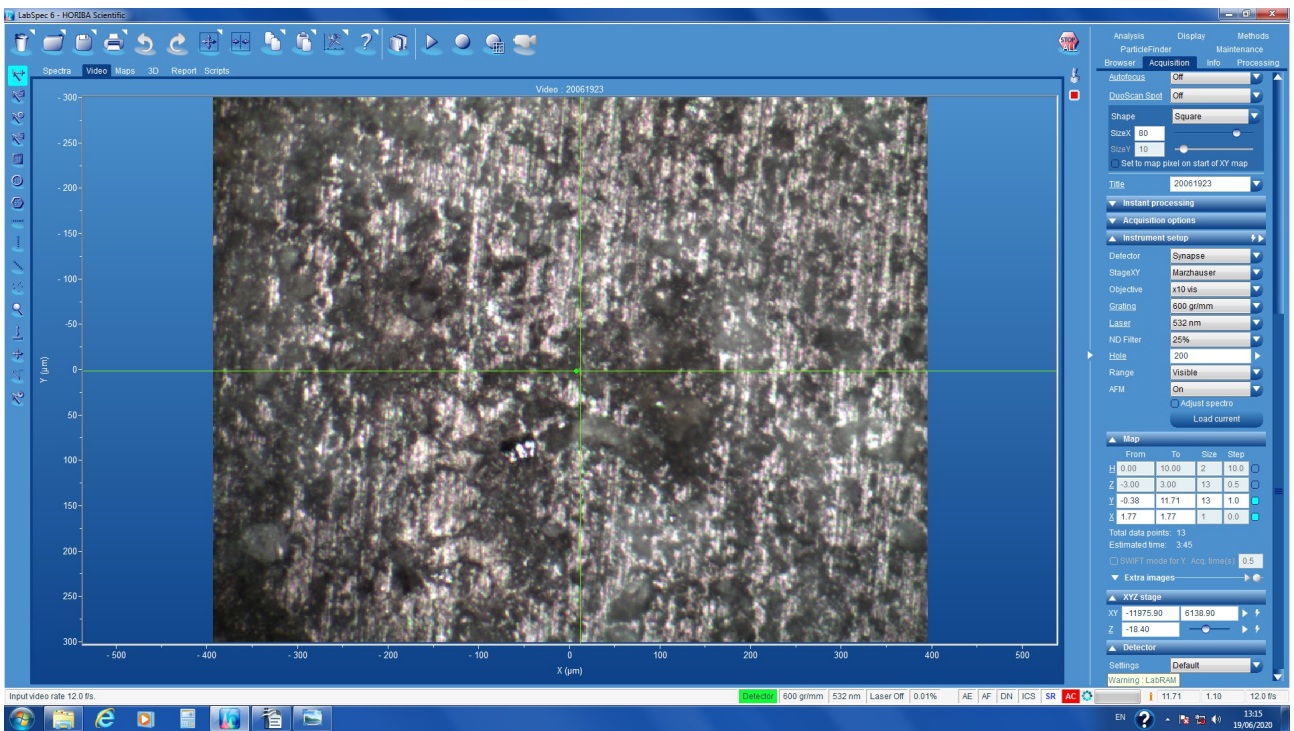 LabSpec 6 - HORIBA Scientific
Spectra Video Maps 3D Report Scripts
Video : 20061923
- 300-
- 250-
- 200-
- 150-
- 100-
-50-
0-
50-
100-
150-
200-
250-
300-
Y (µm)
- 500 - 400 - 300 - 200 - 100 0 100 200 300 400 500
X (µm)
STOP ALL
Analysis Display Methods
ParticleFinder Maintenance
Browser Acquisition Info Processing
Autofocus Off
DuoScan Spot Off
Shape Square
SizeX 80
SizeY 10
Set to map pixel on start of XY map
Title 20061923
Instant processing
Acquisition options
Instrument setup
Detector Synapse
StageXY Marzhauser
Objective x10 vis
Grating 600 gr/mm
Laser 532 nm
ND Filter 25%
Hole 200
Range Visible
AFM On
Adjust spectro
Load current
Map
From To Size Step
H 0.00 10.00 2 10.0
Z -3.00 3.00 13 0.5
Y -0.38 11.71 13 1.0
X 1.77 1.77 1 0.0
Total data points: 13
Estimated time: 3:45
SWIFT mode for Y. Acq. time(s) 0.5
Extra images
XYZ stage
XY -11975.90 6138.90
Z -18.40
Detector
Settings Default
Warning : LabRAM
Input video rate 12.0 f/s.
Detector 600 gr/mm 532 nm Laser Off 0.01% AE AF DN ICS SR AC 11.71 1.10 12.0 f/s
EN 13:15
19/06/2020